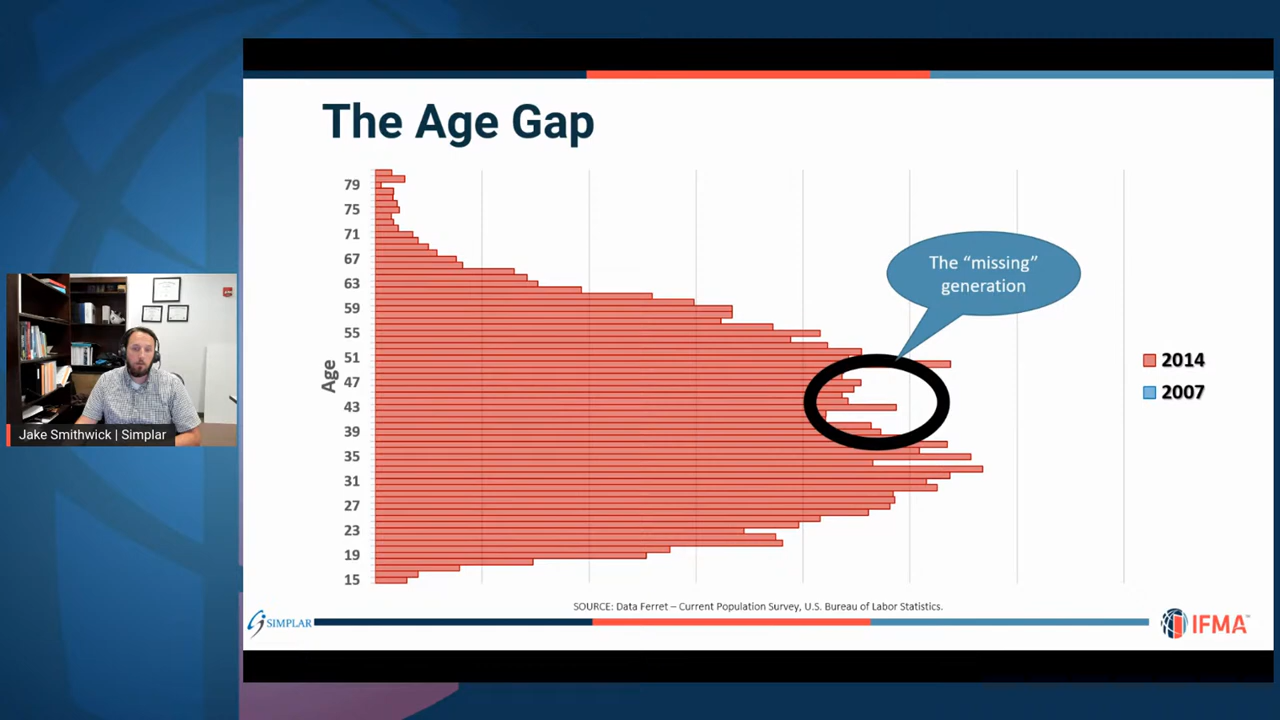 The Age Gap
79
75
71
67
63
59
55
51
47
43
39
35
31
27
23
19
15
Age
The “missing”
generation
2014
2007
SOURCE: Data Ferret – Current Population Survey, U.S. Bureau of Labor Statistics.
SIMPLAR
IFMA™
Jake Smithwick | Simplar